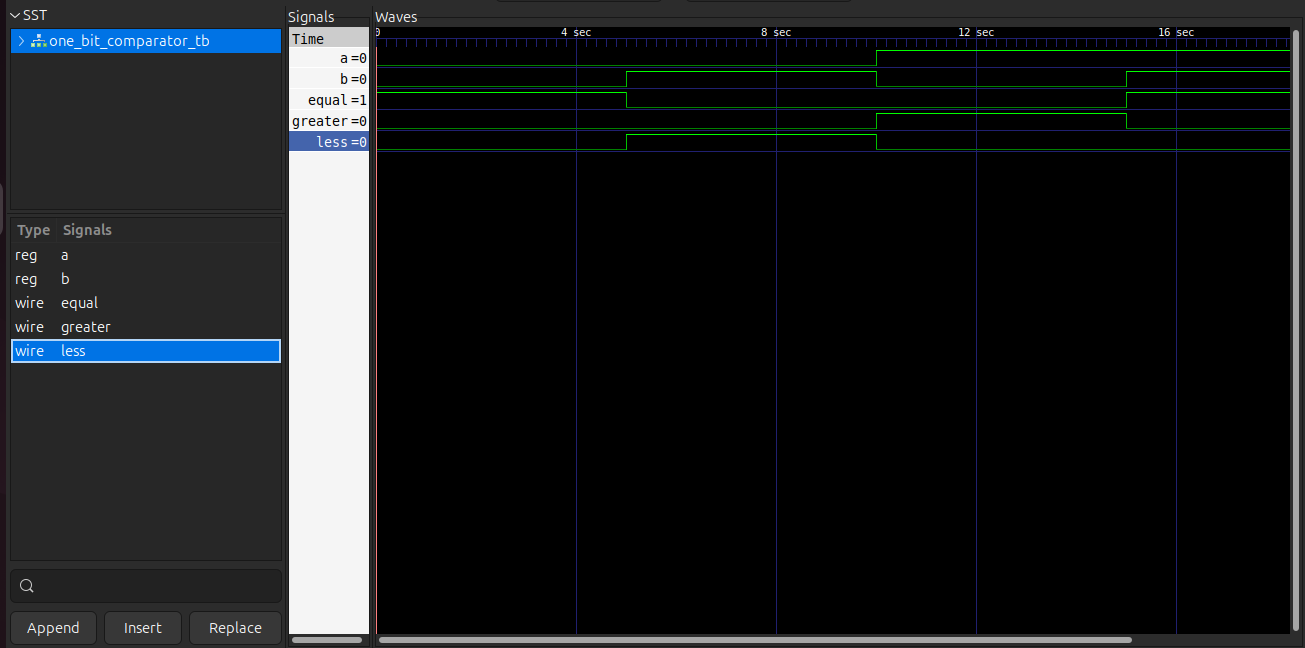 SST
one_bit_comparator_tb
Type Signals
reg a
reg b
wire equal
wire greater
wire less
Append Insert Replace
Signals
Time
a=0
b=0
equal=1
greater=0
less=0
Waves
0 4 sec 8 sec 12 sec 16 sec